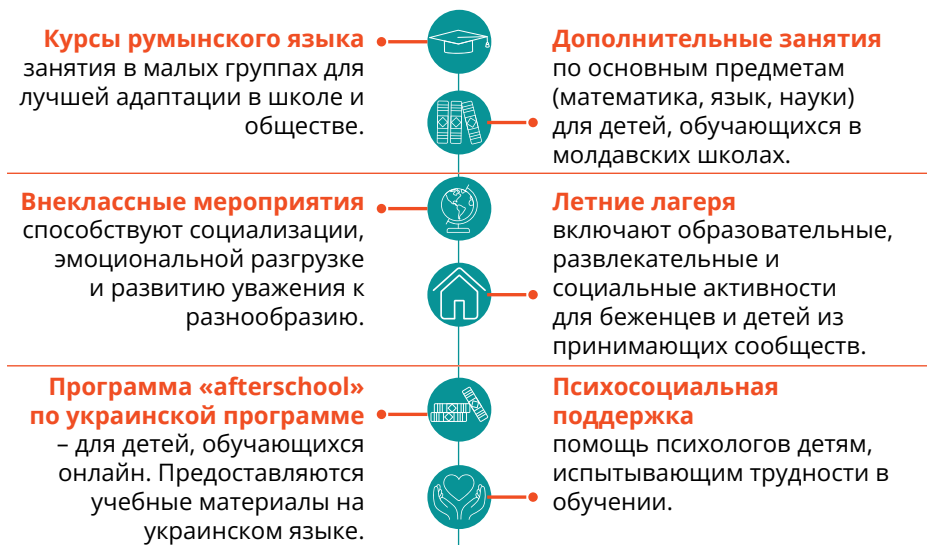 Курсы румынского языка
занятия в малых группах для
лучшей адаптации в школе и
обществе.
Дополнительные занятия
по основным предметам
(математика, язык, науки)
для детей, обучающихся в
молдавских школах.
Внеклассные мероприятия
способствуют социализации,
эмоциональной разгрузке
и развитию уважения к
разнообразию.
Летние лагеря
включают образовательные,
развлекательные и
социальные активности
для беженцев и детей из
принимающих сообществ.
Программа «afterschool»
по украинской программе
– для детей, обучающихся
онлайн. Предоставляются
учебные материалы на
украинском языке.
Психосоциальная
поддержка
помощь психологов детям,
испытывающим трудности в
обучении.